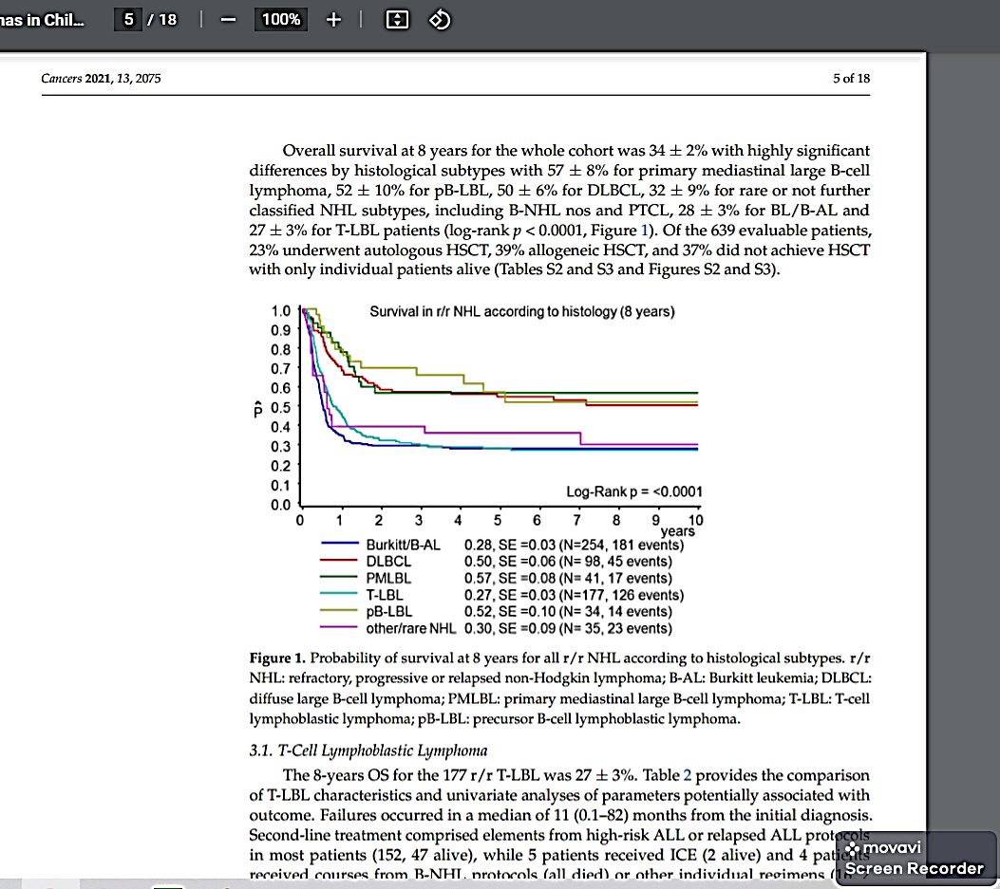 nas in Chil...
5 / 18
100%
Cancers 2021, 13, 2075
5 of 18
Overall survival at 8 years for the whole cohort was 34 ± 2% with highly significant
differences by histological subtypes with 57 ± 8% for primary mediastinal large B-cell
lymphoma, 52 ± 10% for pB-LBL, 50 ± 6% for DLBCL, 32 ± 9% for rare or not further
classified NHL subtypes, including B-NHL nos and PTCL, 28 ± 3% for BL/B-AL and
27 ± 3% for T-LBL patients (log-rank p < 0.0001, Figure 1). Of the 639 evaluable patients,
23% underwent autologous HSCT, 39% allogeneic HSCT, and 37% did not achieve HSCT
with only individual patients alive (Tables S2 and S3 and Figures S2 and S3).
Survival in r/r NHL according to histology (8 years)
1.0
0.9
0.8
0.7
0.6
0.5
0.4
0.3
0.2
0.1
0.0
P̂
Log-Rank p = <0.0001
0 1 2 3 4 5 6 7 8 9 10
years
Burkitt/B-AL 0.28, SE =0.03 (N=254, 181 events)
DLBCL 0.50, SE =0.06 (N= 98, 45 events)
PMLBL 0.57, SE =0.08 (N= 41, 17 events)
T-LBL 0.27, SE =0.03 (N=177, 126 events)
pB-LBL 0.52, SE =0.10 (N= 34, 14 events)
other/rare NHL 0.30, SE =0.09 (N= 35, 23 events)
Figure 1. Probability of survival at 8 years for all r/r NHL according to histological subtypes. r/r
NHL: refractory, progressive or relapsed non-Hodgkin lymphoma; B-AL: Burkitt leukemia; DLBCL:
diffuse large B-cell lymphoma; PMLBL: primary mediastinal large B-cell lymphoma; T-LBL: T-cell
lymphoblastic lymphoma; pB-LBL: precursor B-cell lymphoblastic lymphoma.
3.1. T-Cell Lymphoblastic Lymphoma
The 8-years OS for the 177 r/r T-LBL was 27 ± 3%. Table 2 provides the comparison
of T-LBL characteristics and univariate analyses of parameters potentially associated with
outcome. Failures occurred in a median of 11 (0.1–82) months from the initial diagnosis.
Second-line treatment comprised elements from high-risk ALL or relapsed ALL protocols
in most patients (152, 47 alive), while 5 patients received ICE (2 alive) and 4 patients
received courses from B-NHL protocols (all died) or other individual regimens
movavi
Screen Recorder